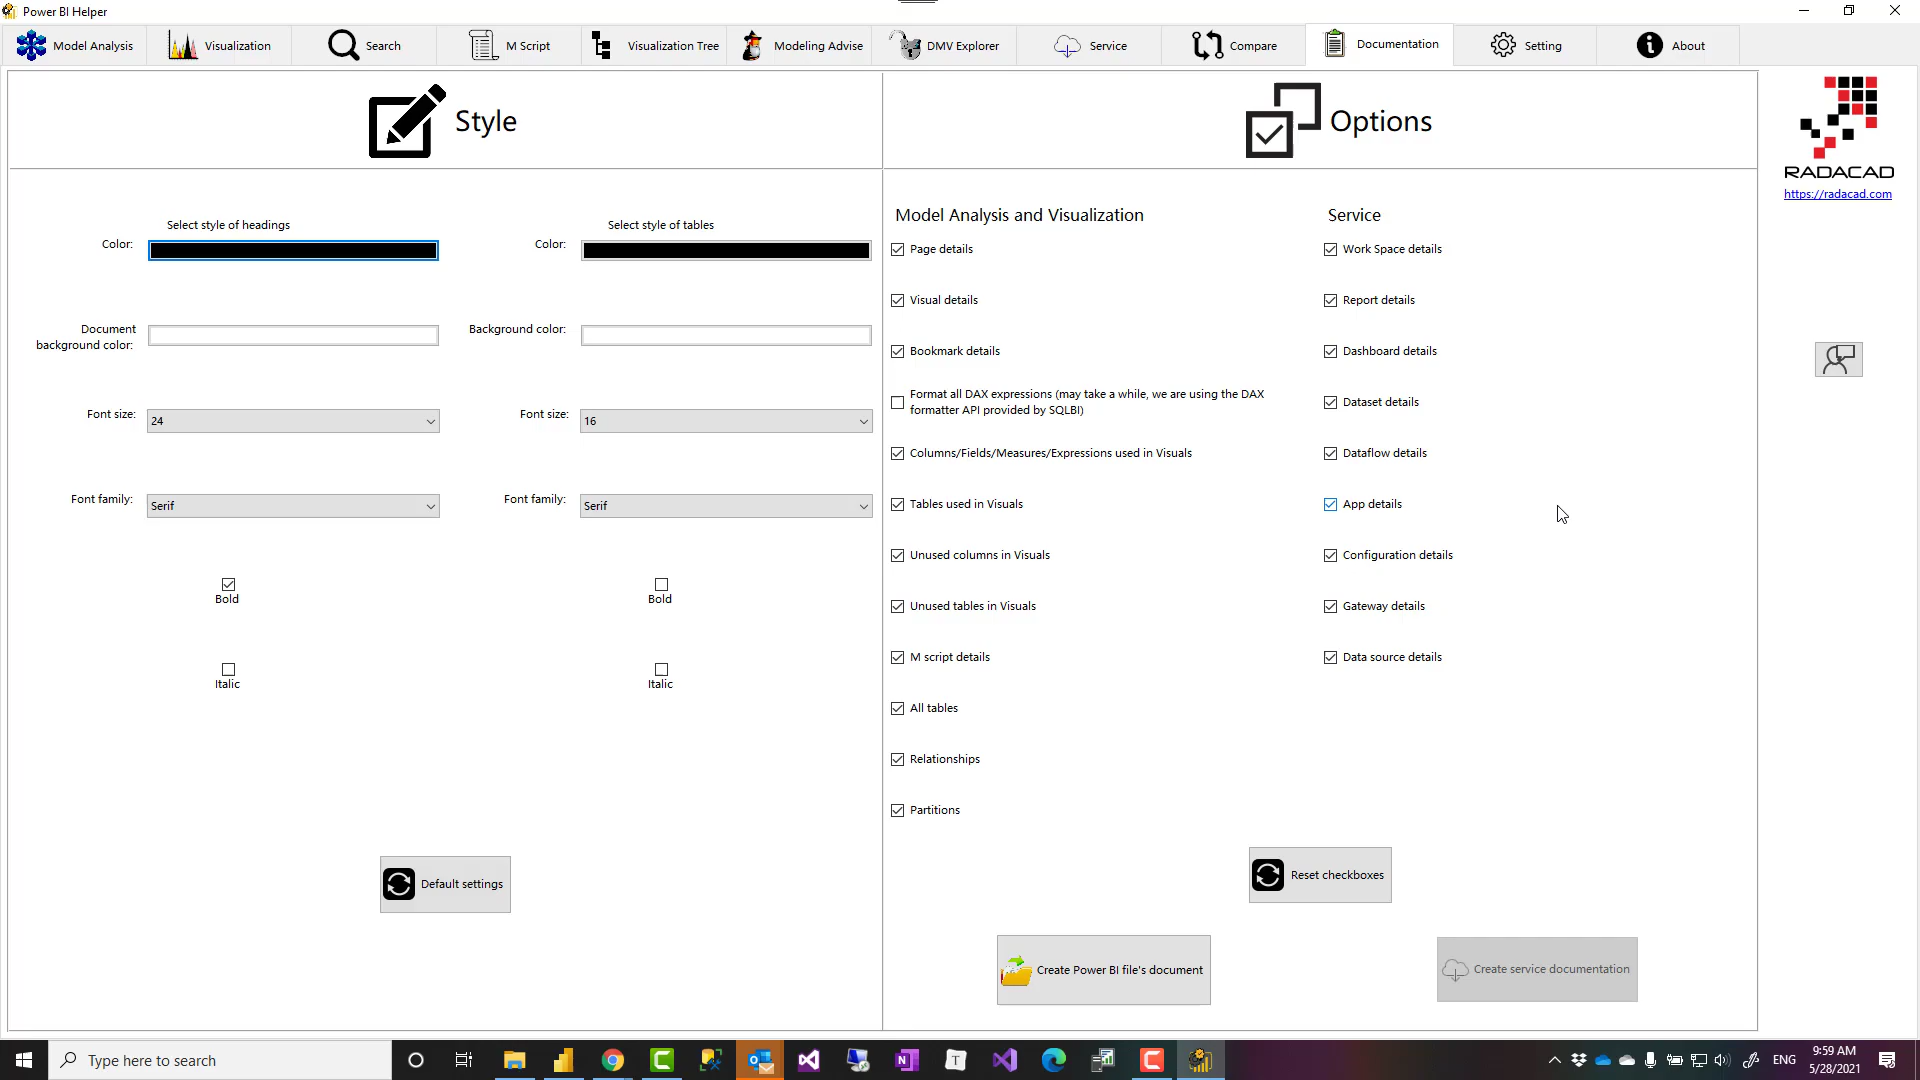 Power BI Helper
Model Analysis
Visualization
Search
M Script
Visualization Tree
Modeling Advise
DMV Explorer
Service
Compare
Documentation
Setting
About
Style
Options
RADACAD
https://radacad.com
Select style of headings
Color:
Document
background color:
Font size:
24
Font family:
Serif
Bold
Italic
Select style of tables
Color:
Background color:
Font size:
16
Font family:
Serif
Bold
Italic
Default settings
Model Analysis and Visualization
Page details
Visual details
Bookmark details
Format all DAX expressions (may take a while, we are using the DAX
formatter API provided by SQLBI)
Columns/Fields/Measures/Expressions used in Visuals
Tables used in Visuals
Unused columns in Visuals
Unused tables in Visuals
M script details
All tables
Relationships
Partitions
Service
Work Space details
Report details
Dashboard details
Dataset details
Dataflow details
App details
Configuration details
Gateway details
Data source details
Reset checkboxes
Create Power BI file's document
Create service documentation
Type here to search
ENG
9:59 AM
5/28/2021